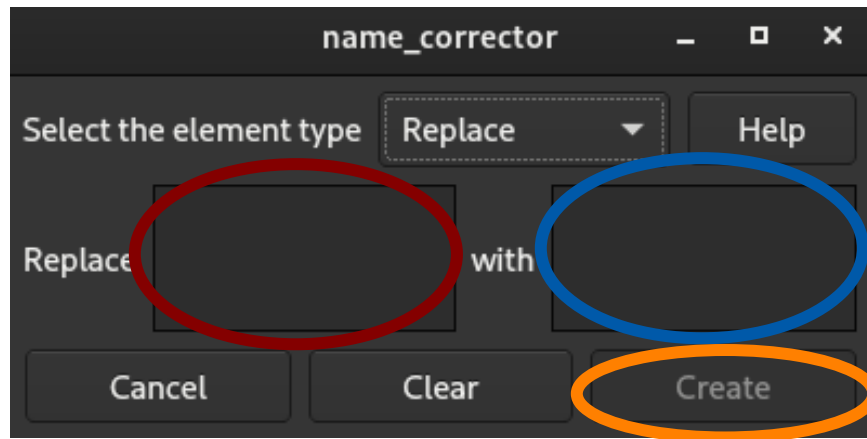 name_corrector
Select the element type Replace Help
Replace with
Cancel Clear Create